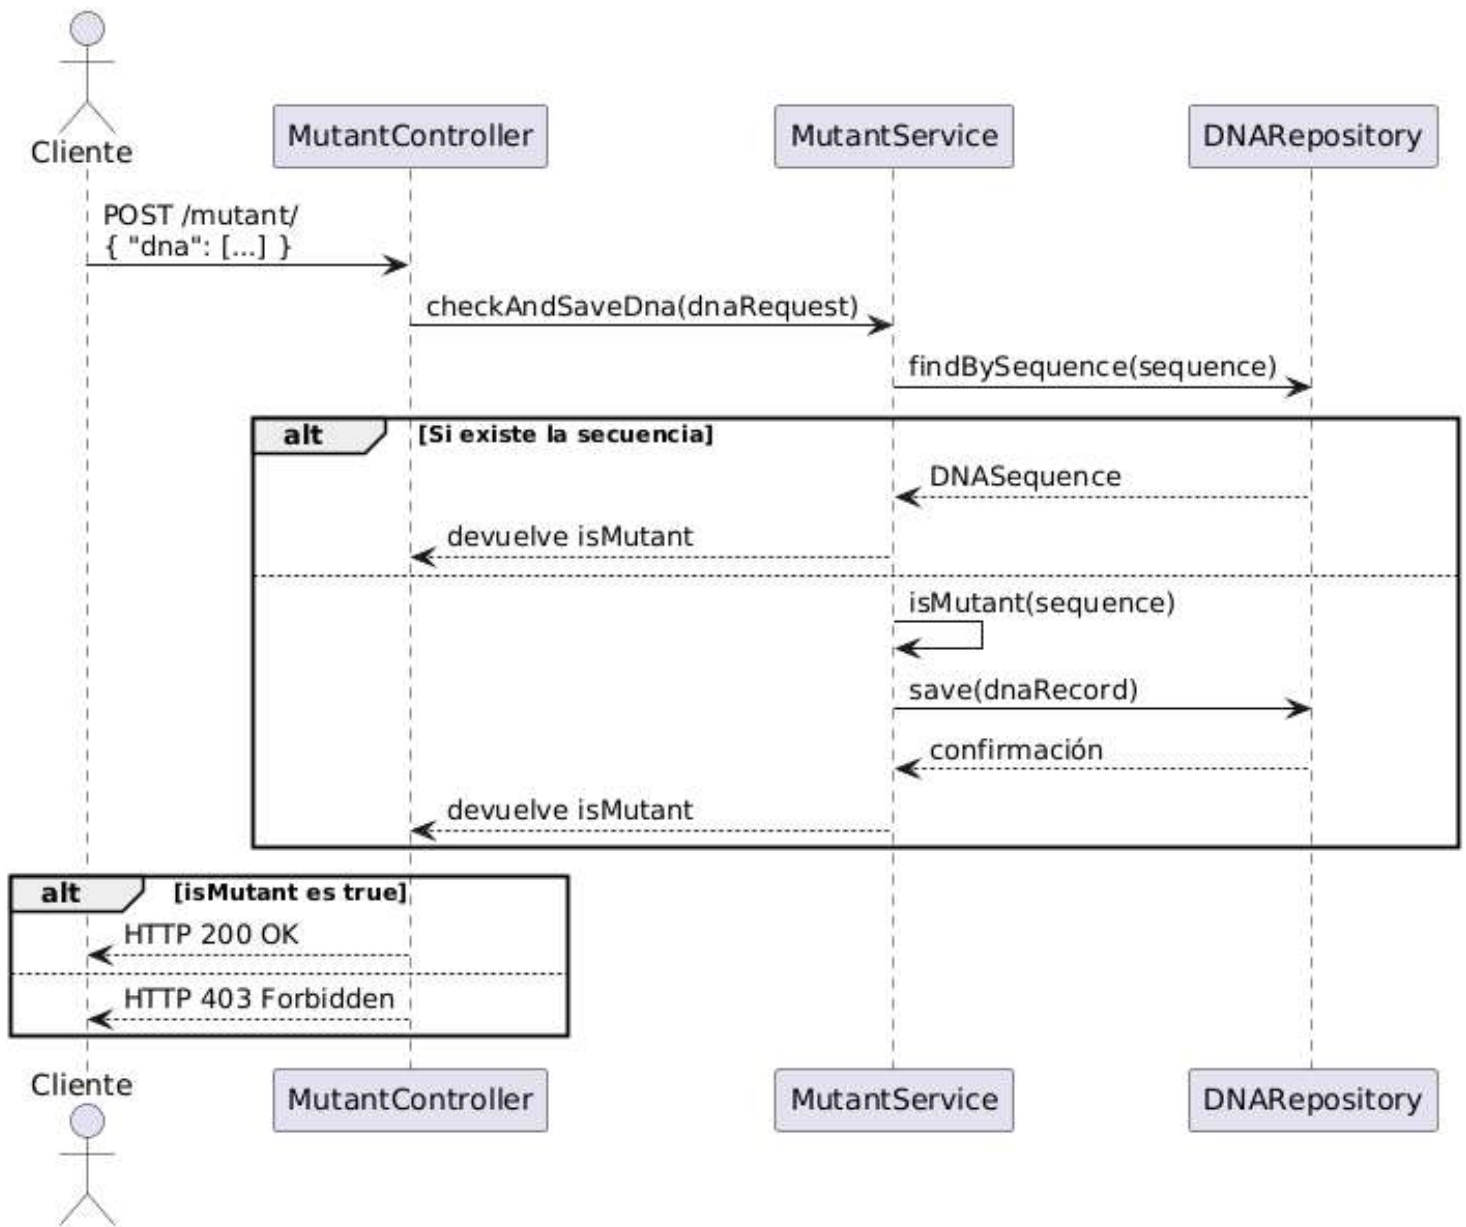 Cliente
MutantController
MutantService
DNARepository
POST /mutant/
{ "dna": [...] }
checkAndSaveDna(dnaRequest)
findBySequence(sequence)
alt
[Si existe la secuencia]
DNASequence
devuelve isMutant
isMutant(sequence)
save(dnaRecord)
confirmación
devuelve isMutant
alt
[isMutant es true]
HTTP 200 OK
HTTP 403 Forbidden
Cliente
MutantController
MutantService
DNARepository